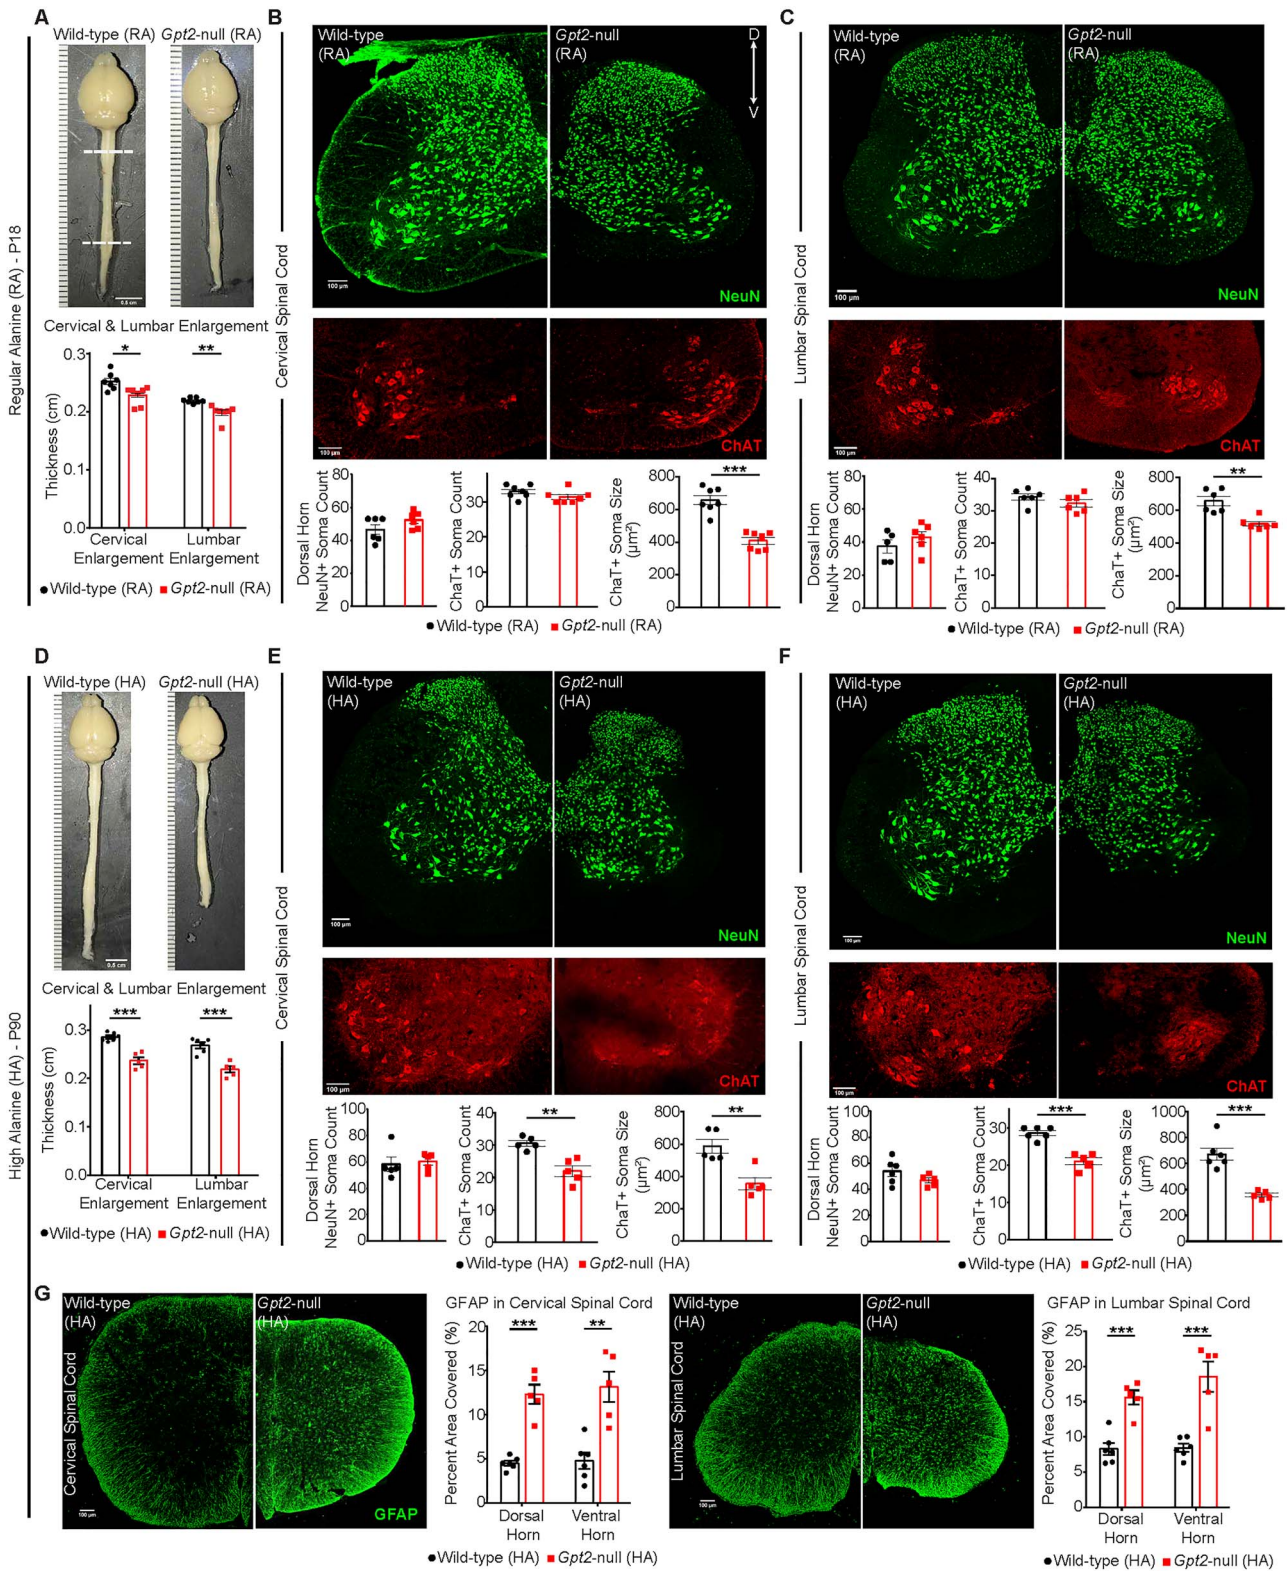 Regular Alanine (RA) - P18
A
Wild-type (RA) Gpt2-null (RA)
0.5 cm
Cervical & Lumbar Enlargement
Thickness (cm)
0.3
0.2
0.1
0.0
*
**
Cervical Enlargement
Lumbar Enlargement
Wild-type (RA) Gpt2-null (RA)
B
Cervical Spinal Cord
Wild-type (RA)
Gpt2-null (RA)
D
V
100 µm
NeuN
100 µm
ChAT
Dorsal Horn
NeuN+ Soma Count
80
60
40
20
0
ChaT+ Soma Count
30
20
10
0
ChaT+ Soma Size (µm²)
800
600
400
200
0
***
Wild-type (RA) Gpt2-null (RA)
C
Lumbar Spinal Cord
Wild-type (RA)
Gpt2-null (RA)
100 µm
NeuN
100 µm
ChAT
Dorsal Horn
NeuN+ Soma Count
80
60
40
20
0
ChaT+ Soma Count
40
30
20
10
0
ChaT+ Soma Size (µm²)
800
600
400
200
0
**
Wild-type (RA) Gpt2-null (RA)
High Alanine (HA) - P90
D
Wild-type (HA) Gpt2-null (HA)
0.5 cm
Cervical & Lumbar Enlargement
Thickness (cm)
0.3
0.2
0.1
0.0
***
***
Cervical Enlargement
Lumbar Enlargement
Wild-type (HA) Gpt2-null (HA)
E
Cervical Spinal Cord
Wild-type (HA)
Gpt2-null (HA)
100 µm
NeuN
100 µm
ChAT
Dorsal Horn
NeuN+ Soma Count
100
80
60
40
20
0
ChaT+ Soma Count
40
30
20
10
0
**
ChaT+ Soma Size (µm²)
800
600
400
200
0
**
Wild-type (HA) Gpt2-null (HA)
F
Lumbar Spinal Cord
Wild-type (HA)
Gpt2-null (HA)
100 µm
NeuN
100 µm
ChAT
Dorsal Horn
NeuN+ Soma Count
100
80
60
40
20
0
ChaT+ Soma Count
30
20
10
0
***
ChaT+ Soma Size (µm²)
1000
800
600
400
200
0
***
Wild-type (HA) Gpt2-null (HA)
G
Cervical Spinal Cord
Wild-type (HA)
Gpt2-null (HA)
100 µm
GFAP
GFAP in Cervical Spinal Cord
Percent Area Covered (%)
20
15
10
5
0
***
**
Dorsal Horn
Ventral Horn
Wild-type (HA) Gpt2-null (HA)
Lumbar Spinal Cord
Wild-type (HA)
Gpt2-null (HA)
100 µm
GFAP in Lumbar Spinal Cord
Percent Area Covered (%)
25
20
15
10
5
0
***
***
Dorsal Horn
Ventral Horn
Wild-type (HA) Gpt2-null (HA)